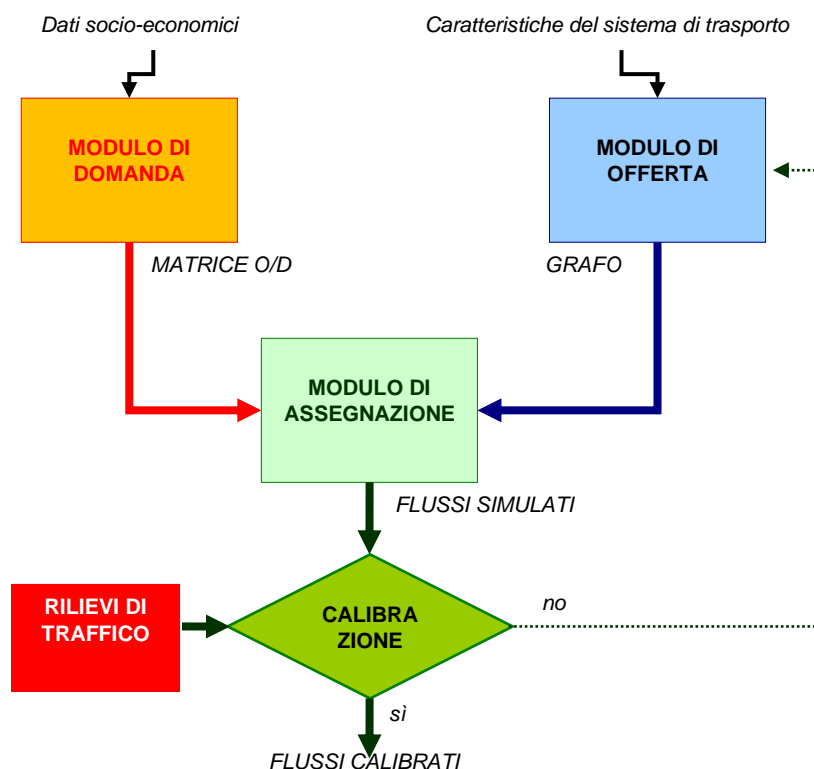 Dati socio-economici
Caratteristiche del sistema di trasporto
MODULO DI
DOMANDA
MODULO DI
OFFERTA
MATRICE O/D
GRAFO
MODULO DI
ASSEGNAZIONE
FLUSSI SIMULATI
RILIEVI DI
TRAFFICO
CALIBRA
ZIONE
no
sì
FLUSSI CALIBRATI